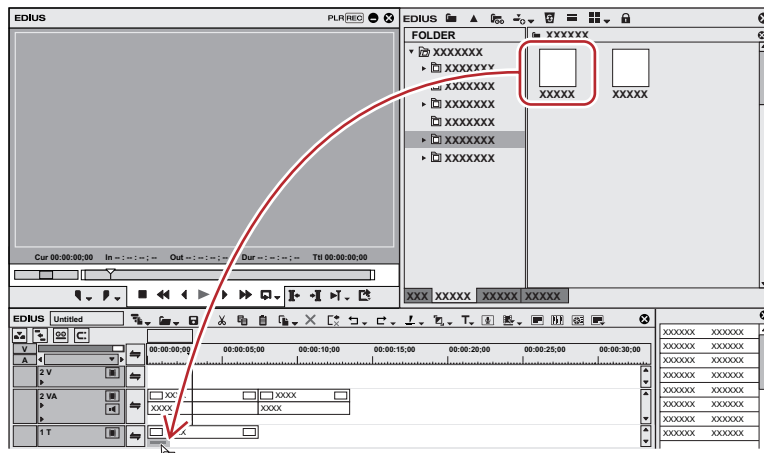 EDIUS PLR REC
Cur 00:00:00;00 In -- : -- : -- ; -- Out -- : -- : -- ; -- Dur -- : -- : -- ; -- Ttl 00:00:00;00
EDIUS
FOLDER
XXXXXXX
XXXXXXX
XXXXXXX
XXXXXXX
XXXXXXX
XXXXXXX
XXXXXXX
XXXXXX
XXXXX XXXXX
XXX XXXXX XXXXX XXXXX
EDIUS Untitled
T
V
A
00:00:00;00 00:00:05;00 00:00:10;00 00:00:15;00 00:00:20;00 00:00:25;00 00:00:30;00
2 V
2 VA
XXXX
XXXX XXXX
1 T
XXXXXX XXXXXX
XXXXXX XXXXXX
XXXXXX XXXXXX
XXXXXX XXXXXX
XXXXXX XXXXXX
XXXXXX XXXXXX
XXXXXX XXXXXX
XXXXXX XXXXXX